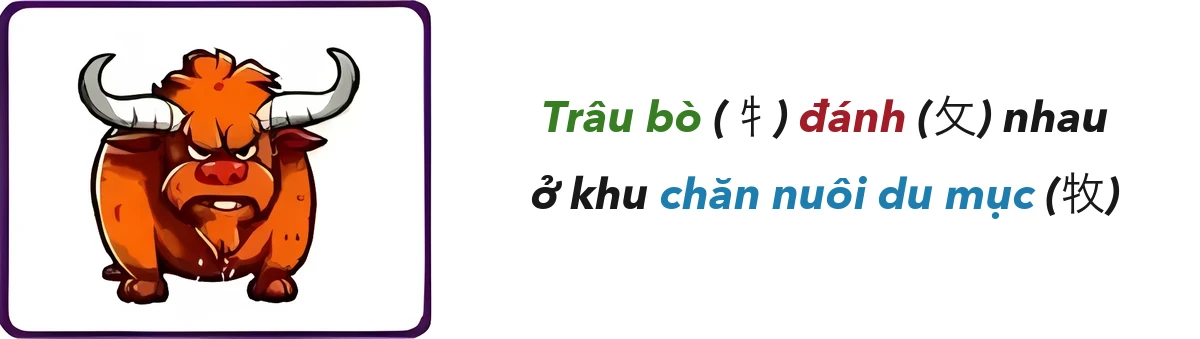 Trâu bò (牜) đánh (攵) nhau
ở khu chăn nuôi du mục (牧)